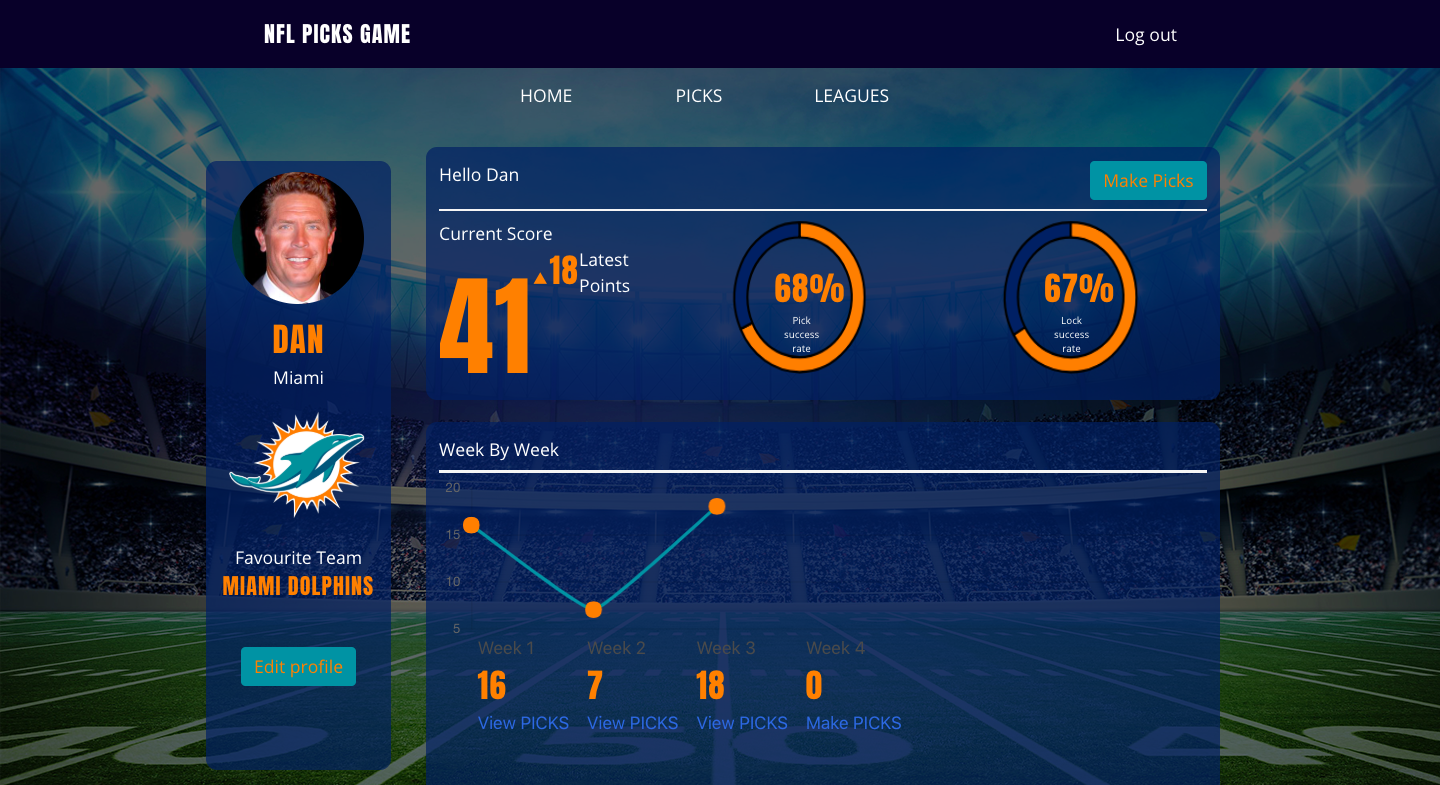 NFL PICKS GAME
Log out
HOME PICKS LEAGUES
DAN
Miami
Favourite Team
MIAMI DOLPHINS
Edit profile
Hello Dan
Make Picks
Current Score
41
▲18
Latest
Points
68%
Pick
success
rate
67%
Lock
success
rate
Week By Week
20
15
10
5
Week 1 Week 2 Week 3 Week 4
16 7 18 0
View PICKS View PICKS View PICKS Make PICKS
40 50 40